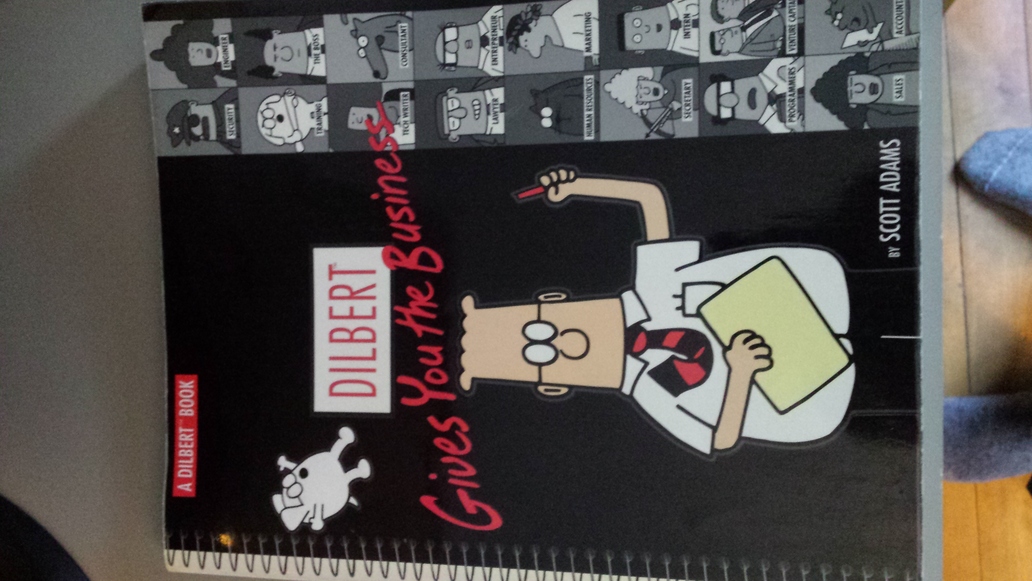 A DILBERT™ BOOK
DILBERT
Gives You the Business
BY SCOTT ADAMS
SECURITY
ENGINEER
TRAINING
THE BOSS
TECH WRITER
CONSULTANT
LAWYER
ENTREPRENEUR
HUMAN RESOURCES
MARKETING
SECRETARY
INTERN
PROGRAMMERS
VENTURE CAPITA
SALES
ACCOUNT